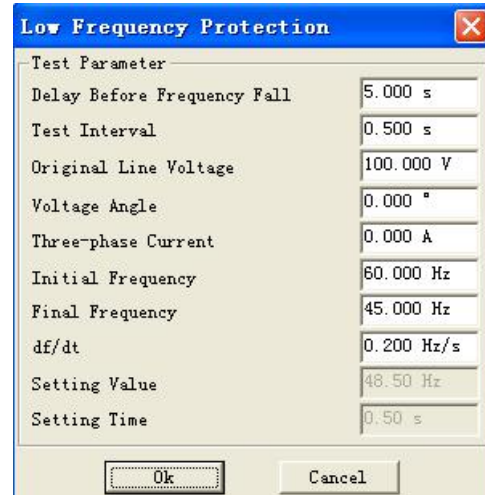 Low Frequency Protection
Test Parameter
Delay Before Frequency Fall 5.000 s
Test Interval 0.500 s
Original Line Voltage 100.000 V
Voltage Angle 0.000 °
Three-phase Current 0.000 A
Initial Frequency 60.000 Hz
Final Frequency 45.000 Hz
df/dt 0.200 Hz/s
Setting Value 48.50 Hz
Setting Time 0.50 s
Ok Cancel